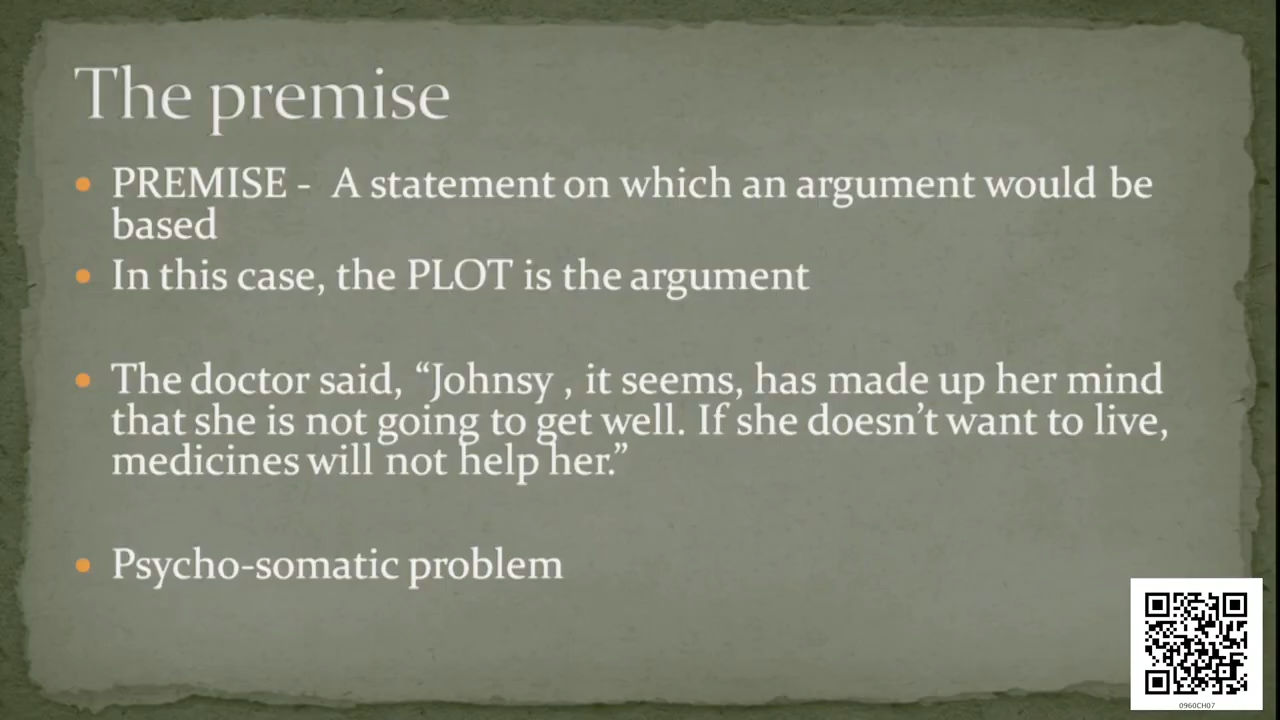 The premise
PREMISE - A statement on which an argument would be
based
In this case, the PLOT is the argument
The doctor said, “Johnsy , it seems, has made up her mind
that she is not going to get well. If she doesn’t want to live,
medicines will not help her.”
Psycho-somatic problem
0960CH07